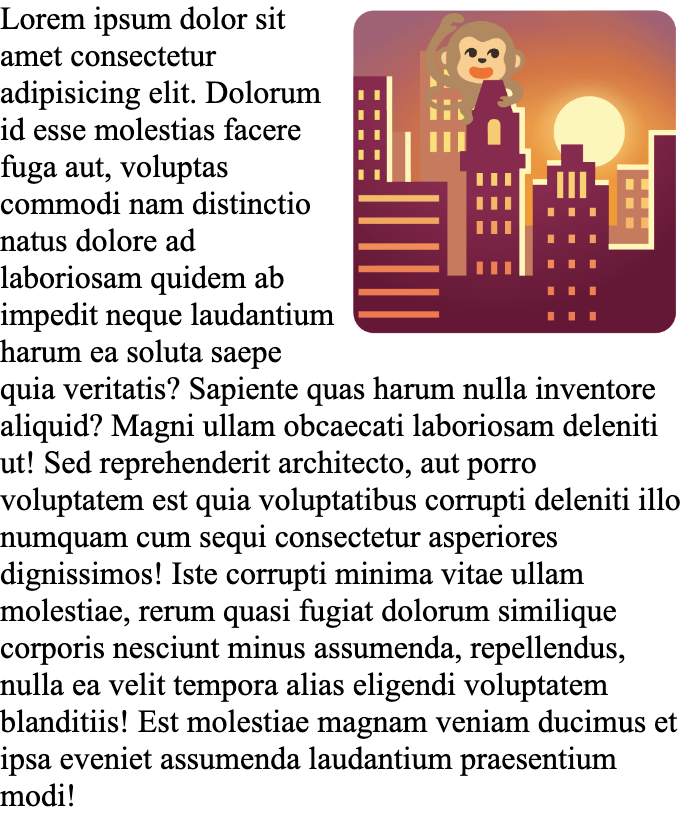 Lorem ipsum dolor sit
amet consectetur
adipisicing elit. Dolorum
id esse molestias facere
fuga aut, voluptas
commodi nam distinctio
natus dolore ad
laboriosam quidem ab
impedit neque laudantium
harum ea soluta saepe
quia veritatis? Sapiente quas harum nulla inventore
aliquid? Magni ullam obcaecati laboriosam deleniti
ut! Sed reprehenderit architecto, aut porro
voluptatem est quia voluptatibus corrupti deleniti illo
numquam cum sequi consectetur asperiores
dignissimos! Iste corrupti minima vitae ullam
molestiae, rerum quasi fugiat dolorum similique
corporis nesciunt minus assumenda, repellendus,
nulla ea velit tempora alias eligendi voluptatem
blanditiis! Est molestiae magnam veniam ducimus et
ipsa eveniet assumenda laudantium praesentium
modi!